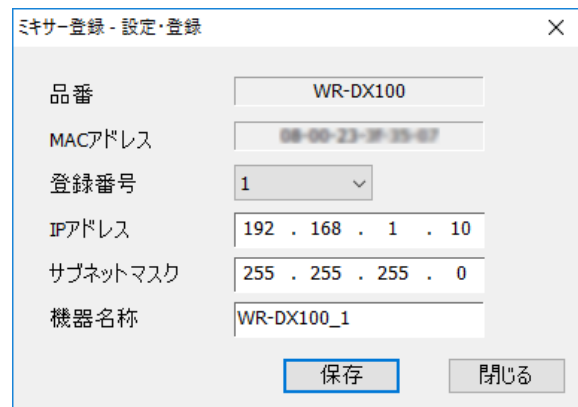 ミキサー登録 - 設定・登録
品番 WR-DX100
MACアドレス
登録番号 1
IPアドレス 192 . 168 . 1 . 10
サブネットマスク 255 . 255 . 255 . 0
機器名称 WR-DX100_1
保存 閉じる